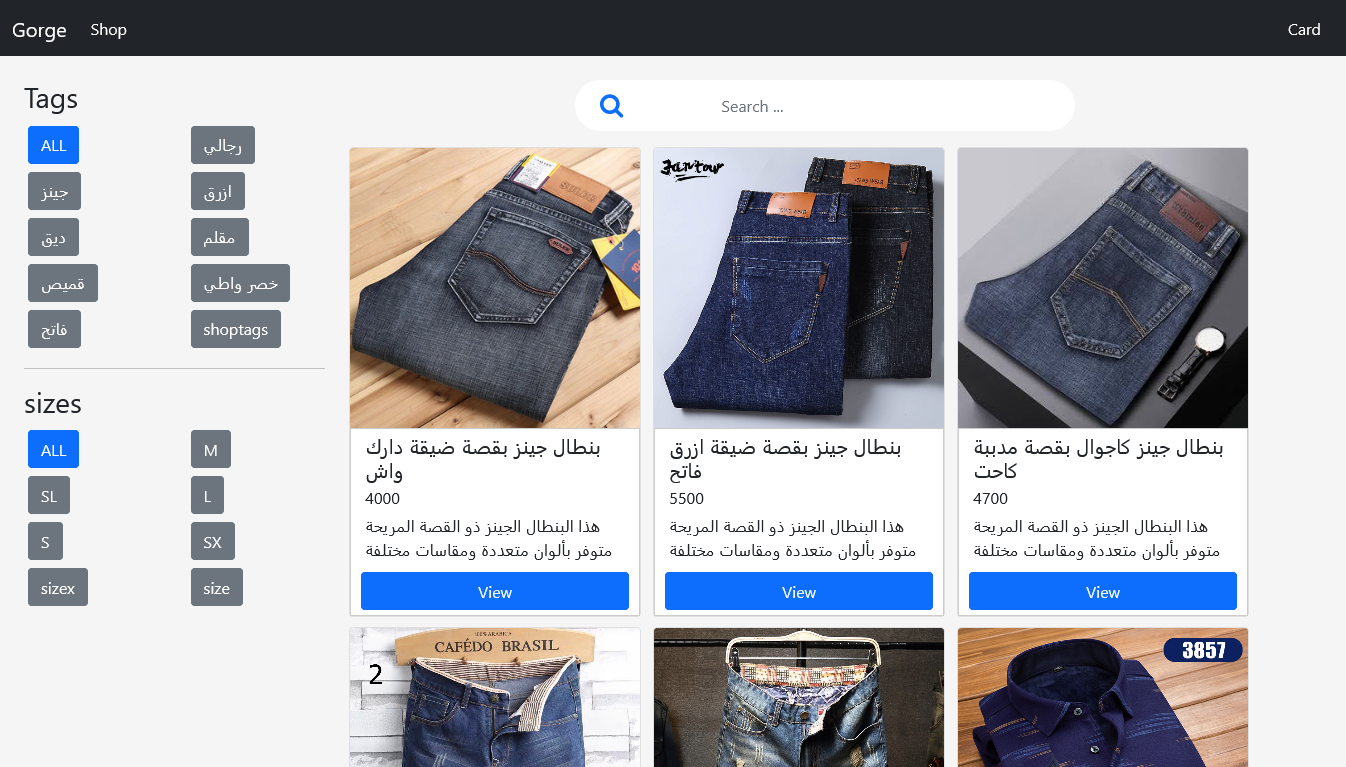 Gorge Shop Card
Tags
ALL رجالي
جينز ازرق
ديق مقلم
قميص خصر واطي
فاتح shoptags
sizes
ALL M
SL L
S SX
sizex size
Search ...
بنطال جينز بقصة ضيقة دارك
واش
4000
هذا البنطال الجينز ذو القصة المريحة
متوفر بألوان متعددة ومقاسات مختلفة
View
بنطال جينز بقصة ضيقة ازرق
فاتح
5500
هذا البنطال الجينز ذو القصة المريحة
متوفر بألوان متعددة ومقاسات مختلفة
View
بنطال جينز كاجوال بقصة مدببة
كاحت
4700
هذا البنطال الجينز ذو القصة المريحة
متوفر بألوان متعددة ومقاسات مختلفة
View
100% ARABICA
CAFÉDO BRASIL
2
3857